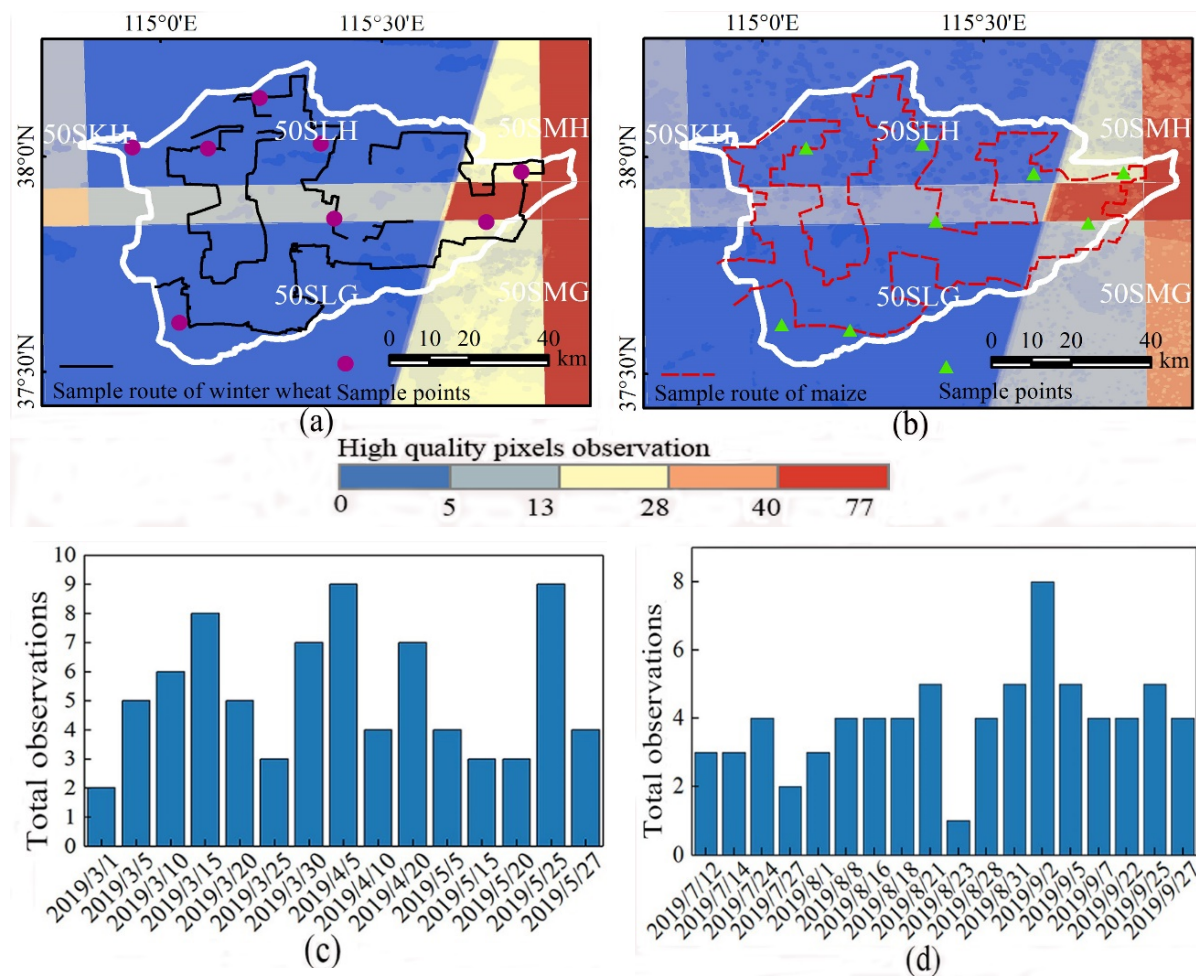 115°0'E 115°30'E
115°0'E 115°30'E
50SKH 50SLH 50SMH
50SKH 50SLH 50SMH
38°0'N
38°0'N
50SLG 50SMG
50SLG 50SMG
0 10 20 40
0 10 20 40
km
km
37°30'N
37°30'N
Sample route of winter wheat Sample points
Sample route of maize Sample points
(a)
(b)
High quality pixels observation
0 5 13 28 40 77
Total observations
10
9
8
7
6
5
4
3
2
1
0
2019/3/1 2019/3/5 2019/3/10 2019/3/15 2019/3/20 2019/3/25 2019/3/30 2019/4/5 2019/4/10 2019/4/20 2019/5/5 2019/5/15 2019/5/20 2019/5/25 2019/5/27
(c)
Total observations
8
6
4
2
0
2019/7/12 2019/7/14 2019/7/24 2019/7/27 2019/8/1 2019/8/8 2019/8/16 2019/8/18 2019/8/21 2019/8/23 2019/8/28 2019/8/31 2019/9/2 2019/9/5 2019/9/7 2019/9/22 2019/9/25 2019/9/27
(d)